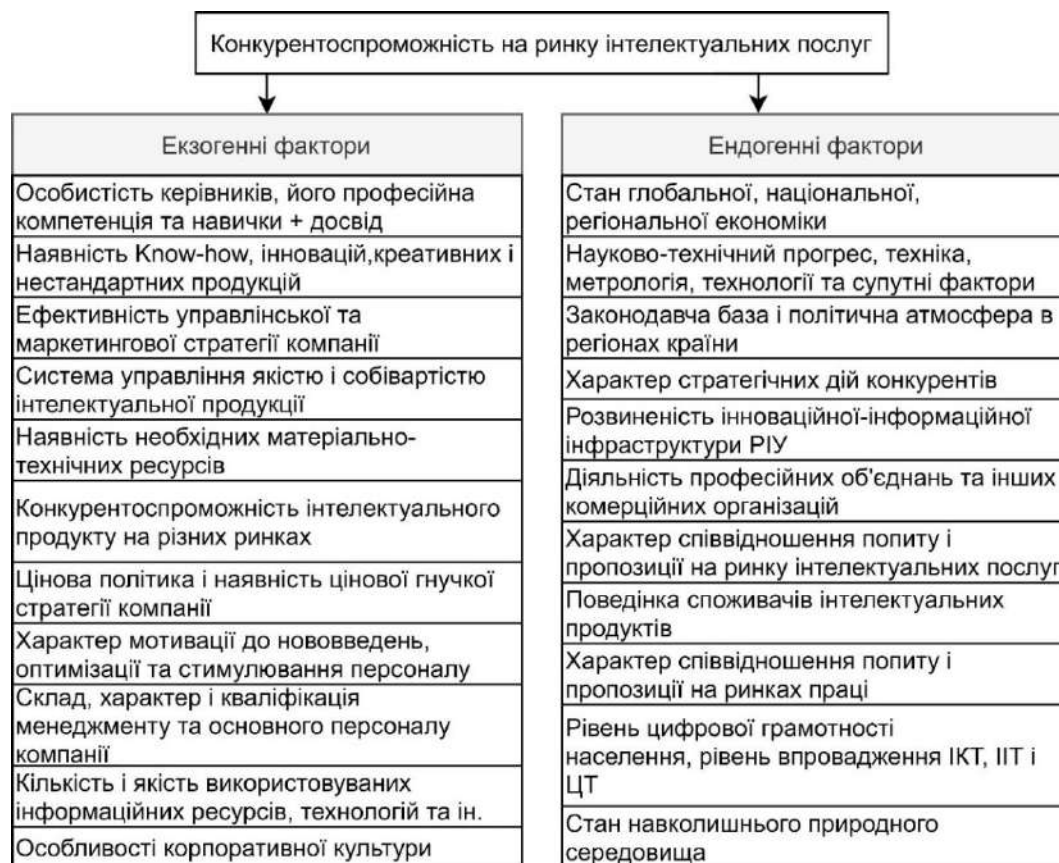 Конкурентоспроможність на ринку інтелектуальних послуг
Екзогенні фактори
Особистість керівників, його професійна
компетенція та навички + досвід
Наявність Know-how, інновацій,креативних і
нестандартних продукцій
Ефективність управлінської та
маркетингової стратегії компанії
Система управління якістю і собівартістю
інтелектуальної продукції
Наявність необхідних матеріально-
технічних ресурсів
Конкурентоспроможність інтелектуального
продукту на різних ринках
Цінова політика і наявність цінової гнучкої
стратегії компанії
Характер мотивації до нововведень,
оптимізації та стимулювання персоналу
Склад, характер і кваліфікація
менеджменту та основного персоналу
компанії
Кількість і якість використовуваних
інформаційних ресурсів, технологій та ін.
Особливості корпоративної культури
Ендогенні фактори
Стан глобальної, національної,
регіональної економіки
Науково-технічний прогрес, техніка,
метрологія, технології та супутні фактори
Законодавча база і політична атмосфера в
регіонах країни
Характер стратегічних дій конкурентів
Розвиненість інноваційної-інформаційної
інфраструктури РІУ
Діяльність професійних об'єднань та інших
комерційних організацій
Характер співвідношення попиту і
пропозиції на ринку інтелектуальних послуг
Поведінка споживачів інтелектуальних
продуктів
Характер співвідношення попиту і
пропозиції на ринках праці
Рівень цифрової грамотності
населення, рівень впровадження ІКТ, ІІТ і
ЦТ
Стан навколишнього природного
середовища